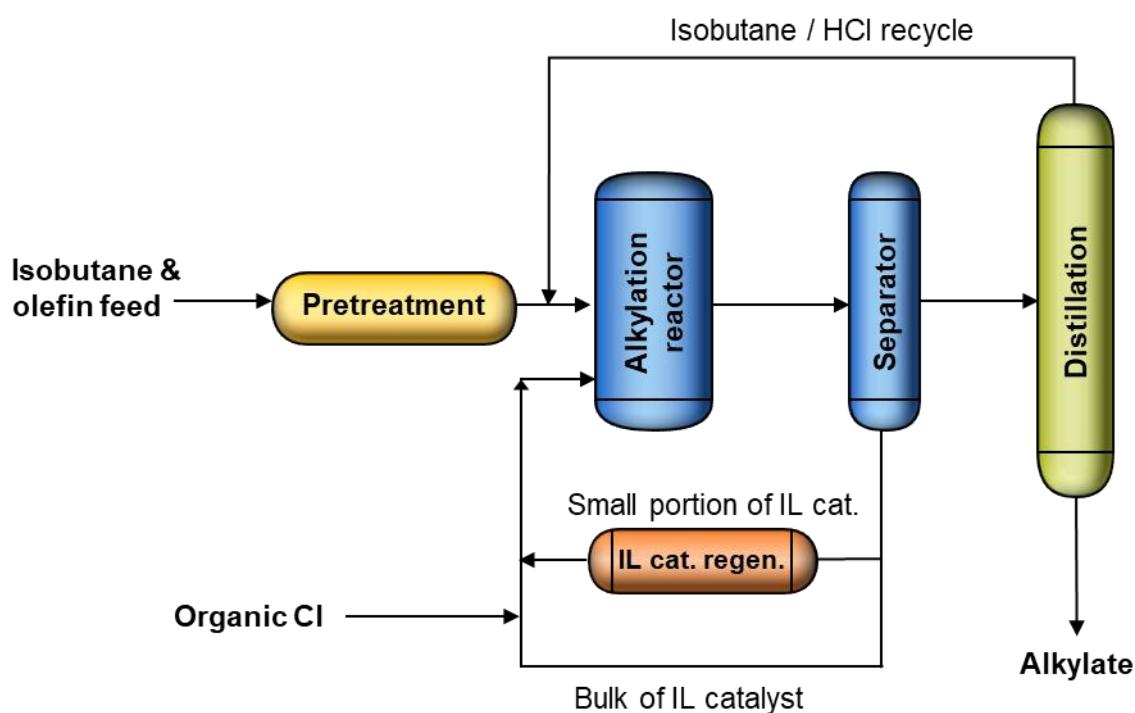 Isobutane / HCl recycle
Isobutane &
olefin feed
Pretreatment
Alkylation
reactor
Separator
Distillation
Small portion of IL cat.
IL cat. regen.
Organic Cl
Bulk of IL catalyst
Alkylate